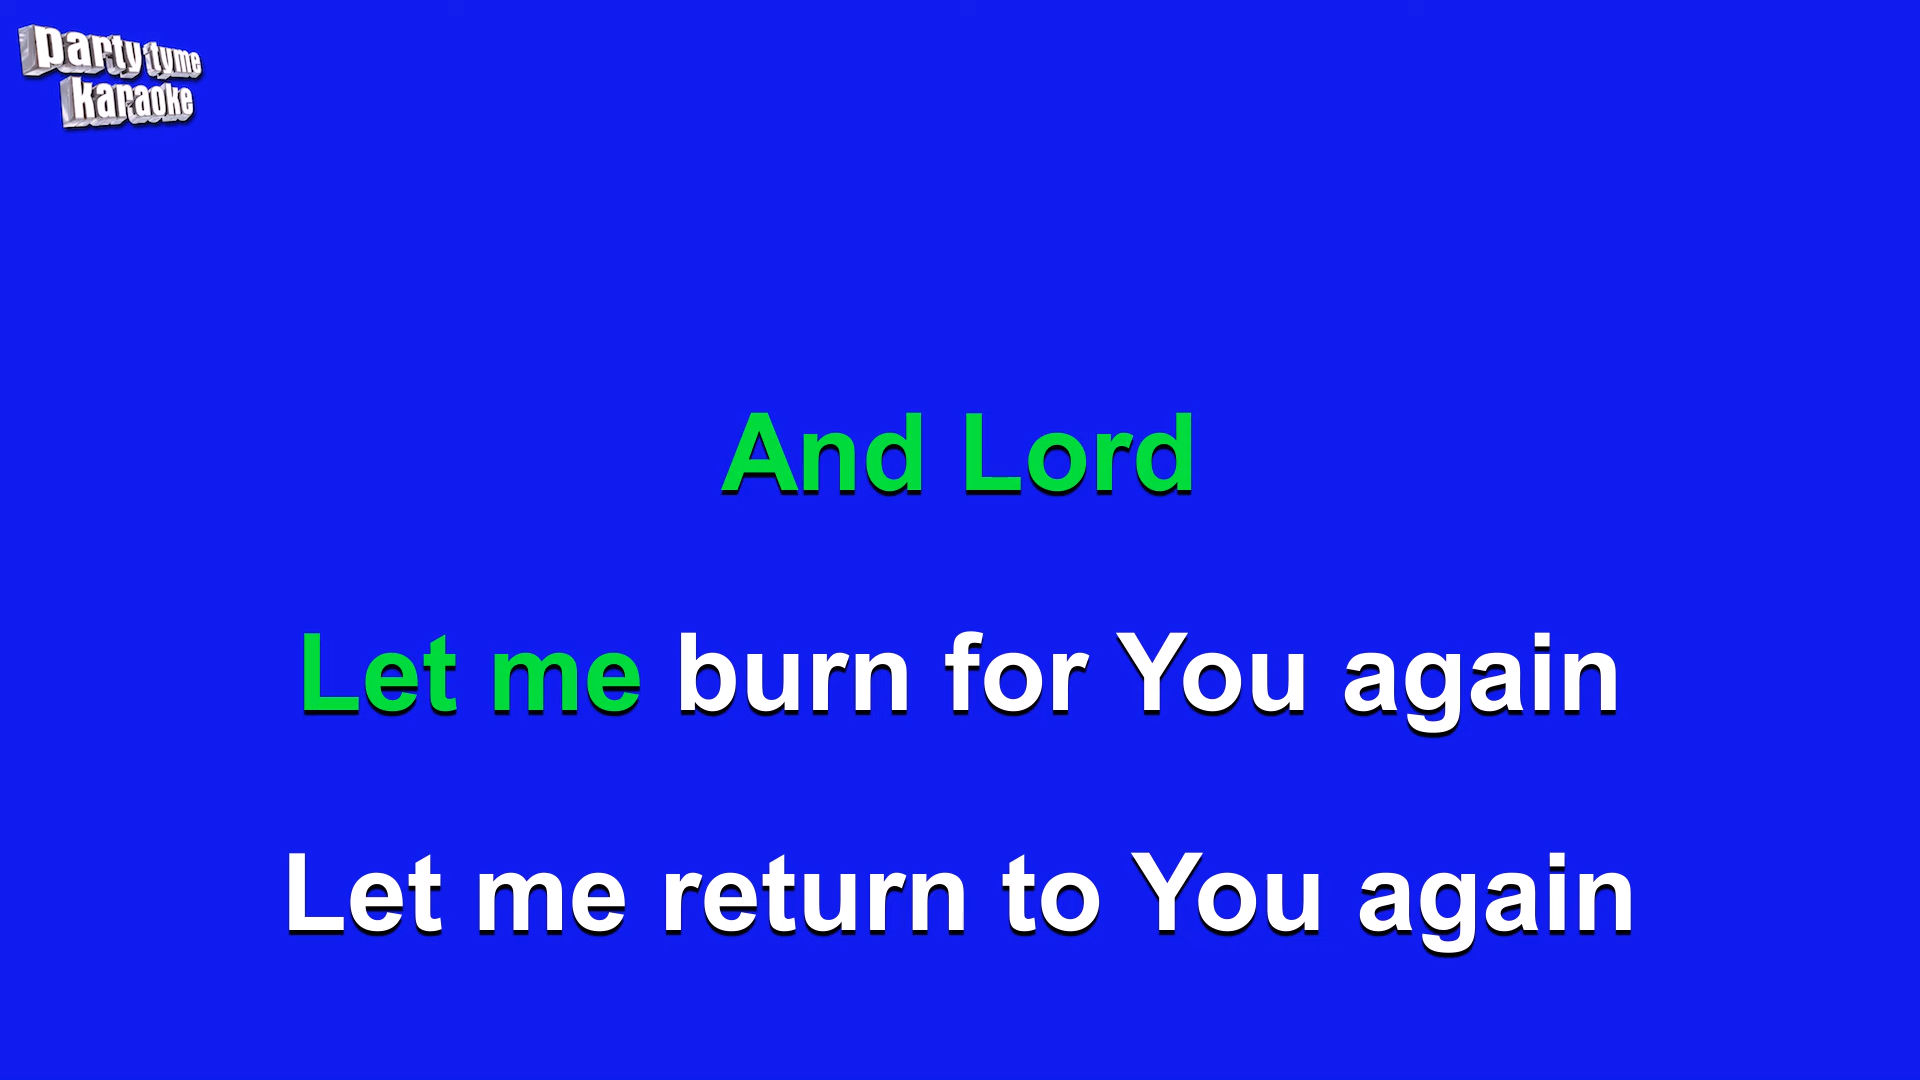 party tyme
karaoke
And Lord
Let me burn for You again
Let me return to You again